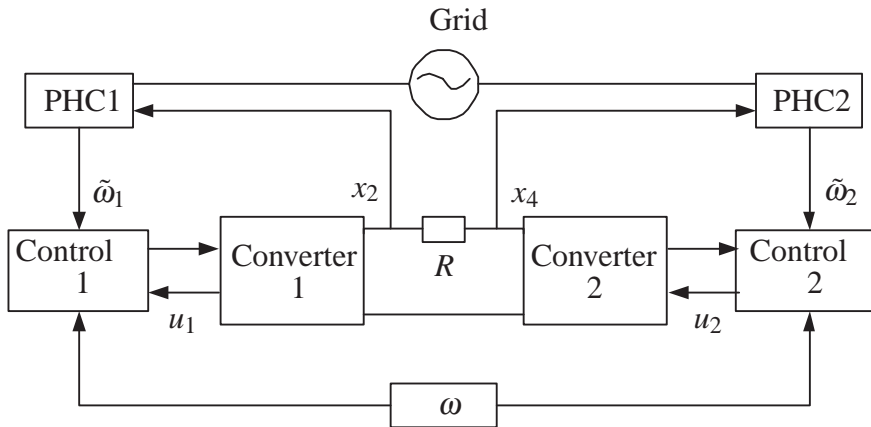 Grid
PHC1
PHC2
ω̃₁
x₂
x₄
ω̃₂
Control
1
Converter
1
R
Converter
2
Control
2
u₁
u₂
ω